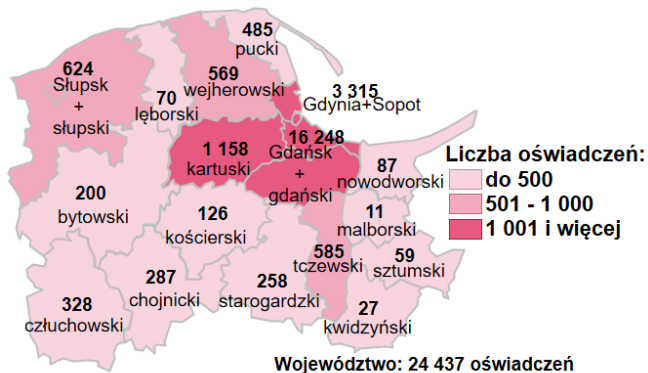 485
pucki
624
Słupsk
+
słupski
569
wejherowski
70
lęborski
3 315
Gdynia+Sopot
16 248
Gdańsk
+
gdański
1 158
kartuski
87
nowodworski
Liczba oświadczeń:
do 500
501 - 1 000
1 001 i więcej
200
bytowski
126
kościerski
11
malborski
585
tczewski
59
sztumski
287
chojnicki
258
starogardzki
328
człuchowski
27
kwidzyński
Województwo: 24 437 oświadczeń